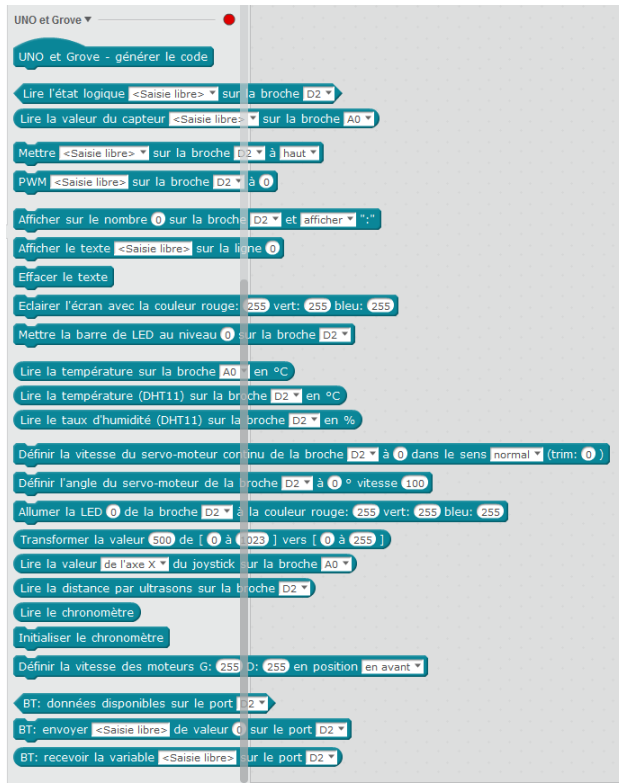 UNO et Grove
UNO et Grove - générer le code
Lire l'état logique <Saisie libre> sur la broche D2
Lire la valeur du capteur <Saisie libre> sur la broche A0
Mettre <Saisie libre> sur la broche D2 à haut
PWM <Saisie libre> sur la broche D2 à 0
Afficher sur le nombre 0 sur la broche D2 et afficher ":"
Afficher le texte <Saisie libre> sur la ligne 0
Effacer le texte
Eclairer l'écran avec la couleur rouge: 255 vert: 255 bleu: 255
Mettre la barre de LED au niveau 0 sur la broche D2
Lire la température sur la broche A0 en °C
Lire la température (DHT11) sur la broche D2 en °C
Lire le taux d'humidité (DHT11) sur la broche D2 en %
Définir la vitesse du servo-moteur continu de la broche D2 à 0 dans le sens normal (trim: 0 )
Définir l'angle du servo-moteur de la broche D2 à 0 ° vitesse 100
Allumer la LED 0 de la broche D2 à la couleur rouge: 255 vert: 255 bleu: 255
Transformer la valeur 500 de [ 0 à 1023 ] vers [ 0 à 255 ]
Lire la valeur de l'axe X du joystick sur la broche A0
Lire la distance par ultrasons sur la broche D2
Lire le chronomètre
Initialiser le chronomètre
Définir la vitesse des moteurs G: 255 D: 255 en position en avant
BT: données disponibles sur le port D2
BT: envoyer <Saisie libre> de valeur 0 sur le port D2
BT: recevoir la variable <Saisie libre> sur le port D2